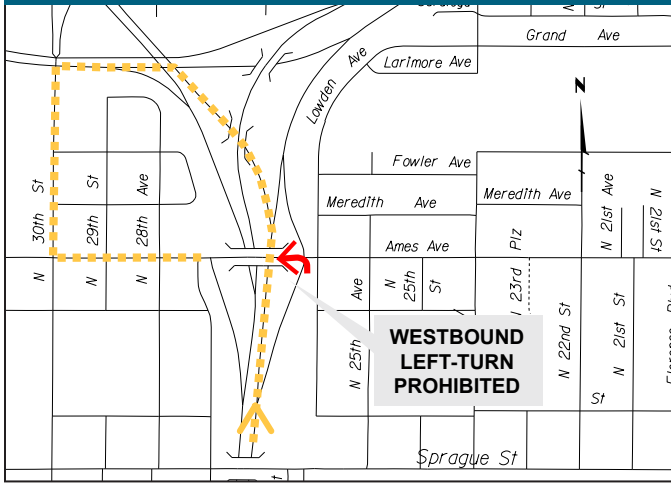 St
Grand Ave
Larimore Ave
Lowden Ave
N
Fowler Ave
Meredith Ave
Meredith Ave
Ames Ave
N 30th St
N 29th St
N 28th Ave
N 25th Ave
N 25th St
23rd Plz
N 22nd St
N 21st Ave
N 21st St
N 21st St
WESTBOUND
LEFT-TURN
PROHIBITED
St
Sprague St